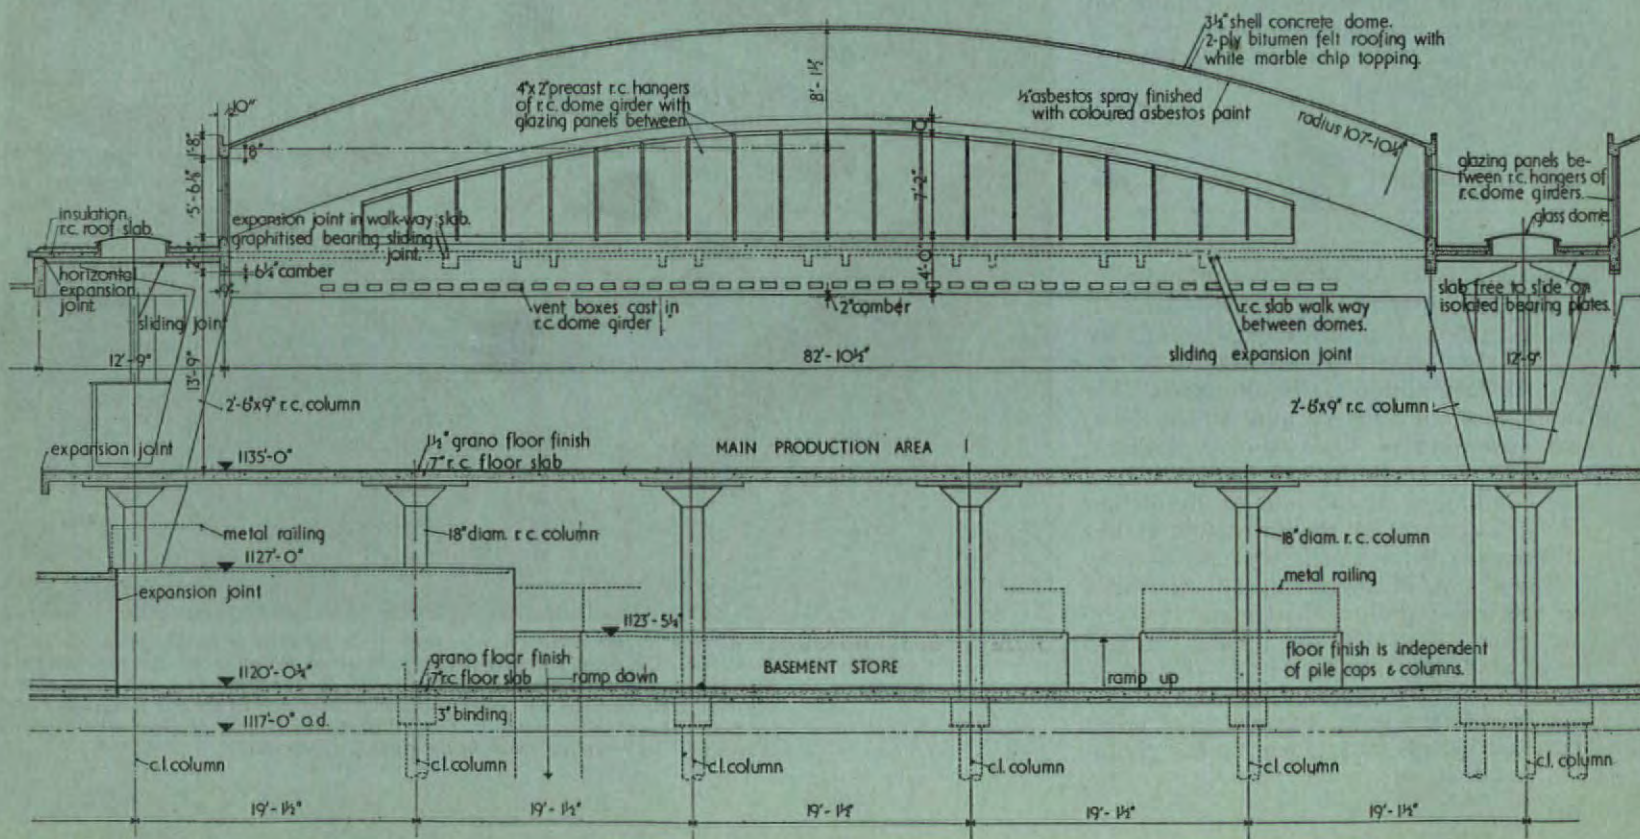 3½" shell concrete dome.
2-ply bitumen felt roofing with
while marble chip topping.
4"x 2" precast r.c. hangers
of r.c. dome girder with
glazing panels between
8'- 1½"
½" asbestos spray finished
with coloured asbestos paint
radius 107'-10¼"
10"
1'-8"
8"
10"
7'-2"
5'-6½"
glazing panels be-
tween r.c. hangers of
r.c. dome girders.
glass dome
insulation
r.c. roof slab.
expansion joint in walk-way slab.
graphitised bearing sliding
joint.
2'-2"
4'-0"
6¼" camber
horizontal
expansion
joint
sliding joint
vent boxes cast in
r.c. dome girder
2" camber
r.c. slab walk way
between domes.
slab free to slide on
isolated bearing plates.
12'-9"
13'-9"
82'- 10½"
sliding expansion joint
12'-9"
2'-6"x9" r.c. column
2'-6"x9" r.c. column
expansion joint
1135'-0"
1½" grano floor finish
7" r.c. floor slab
MAIN PRODUCTION AREA
metal railing
18" diam. r.c. column
18" diam. r.c. column
1127'-0"
metal railing
expansion joint
1123'- 5¼"
1120'-0¾"
grano floor finish
7" r.c. floor slab
ramp down
BASEMENT STORE
ramp up
floor finish is independent
of pile caps & columns.
1117'-0" o.d.
3" binding
c.l. column
c.l. column
c.l. column
c.l. column
c.l. column
c.l. column
19'- 1½"
19'- 1½"
19'- 1½"
19'- 1½"
19'- 1½"